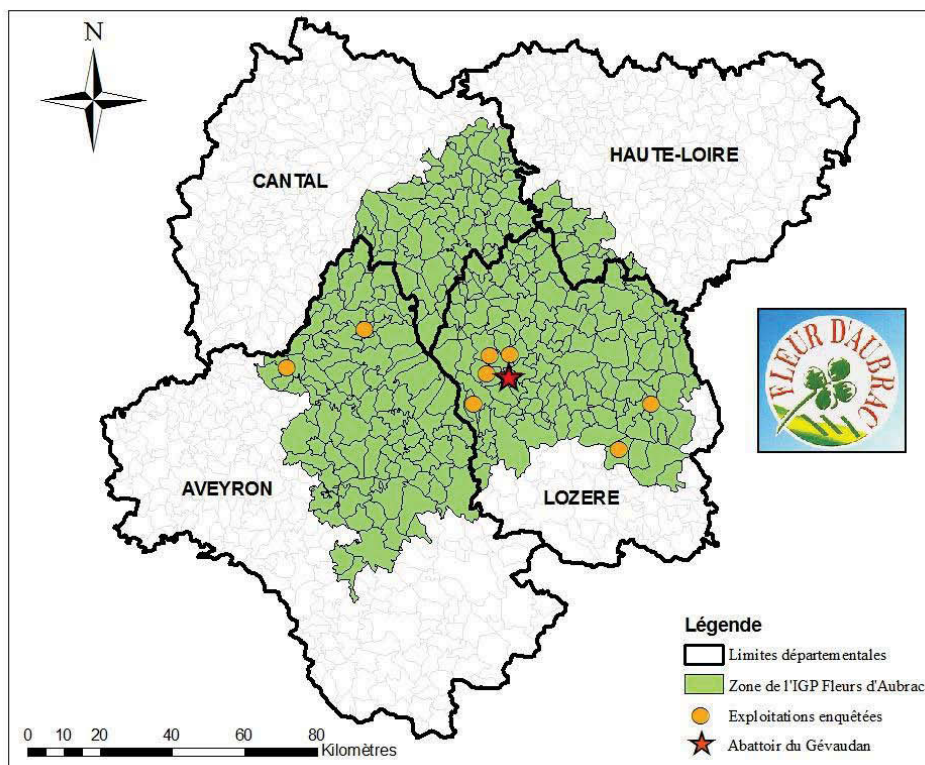 N
CANTAL
HAUTE-LOIRE
FLEUR D'AUBRAC
AVEYRON
LOZERE
Légende
Limites départementales
Zone de l'IGP Fleurs d'Aubrac
Exploitations enquêtées
Abattoir du Gévaudan
0 10 20 40 60 80
Kilomètres